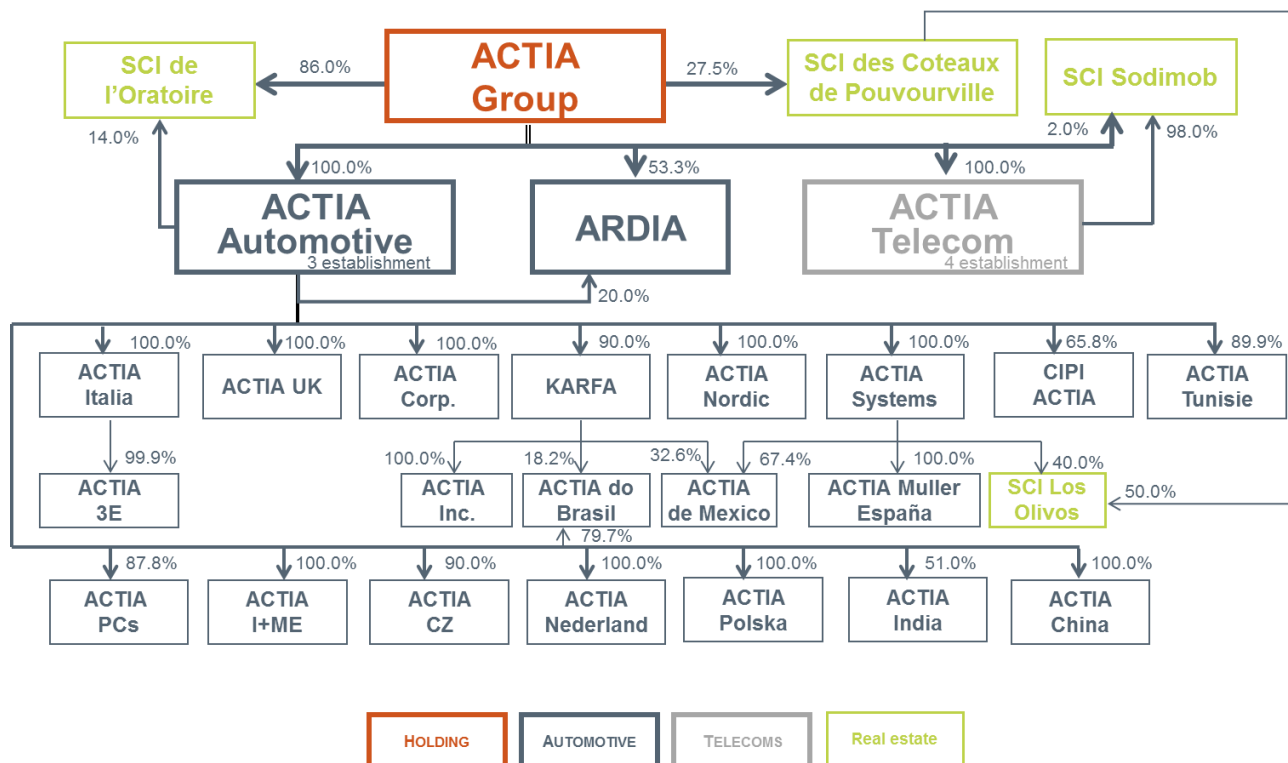 ACTIA
Group
SCI de
l'Oratoire
86.0%
27.5%
SCI des Coteaux
de Pouvourville
SCI Sodimob
14.0%
2.0%
98.0%
100.0%
53.3%
100.0%
ACTIA
Automotive
3 establishment
ARDIA
ACTIA
Telecom
4 establishment
20.0%
100.0%
100.0%
100.0%
90.0%
100.0%
100.0%
65.8%
89.9%
ACTIA
Italia
ACTIA UK
ACTIA
Corp.
KARFA
ACTIA
Nordic
ACTIA
Systems
CIPI
ACTIA
ACTIA
Tunisie
99.9%
100.0%
18.2%
32.6%
67.4%
100.0%
40.0%
50.0%
ACTIA
3E
ACTIA
Inc.
ACTIA do
Brasil
ACTIA
de Mexico
ACTIA Muller
España
SCI Los
Olivos
79.7%
87.8%
100.0%
90.0%
100.0%
100.0%
51.0%
100.0%
ACTIA
PCs
ACTIA
I+ME
ACTIA
CZ
ACTIA
Nederland
ACTIA
Polska
ACTIA
India
ACTIA
China
HOLDING
AUTOMOTIVE
TELECOMS
Real estate